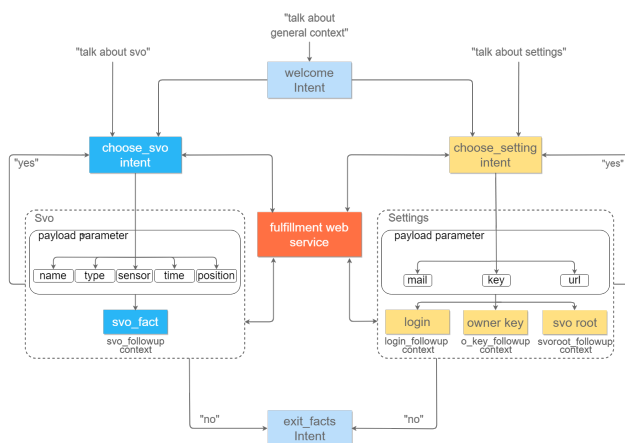 "talk about
general context"
"talk about svo"
"talk about settings"
welcome
Intent
choose_svo
intent
choose_setting
intent
"yes"
"yes"
fulfillment web
service
Svo
payload parameter
name
type
sensor
time
position
svo_fact
svo_followup
context
Settings
payload parameter
mail
key
url
login
owner key
svo root
login_followup
context
o_key_followup
context
svoroot_followup
context
"no"
"no"
exit_facts
Intent